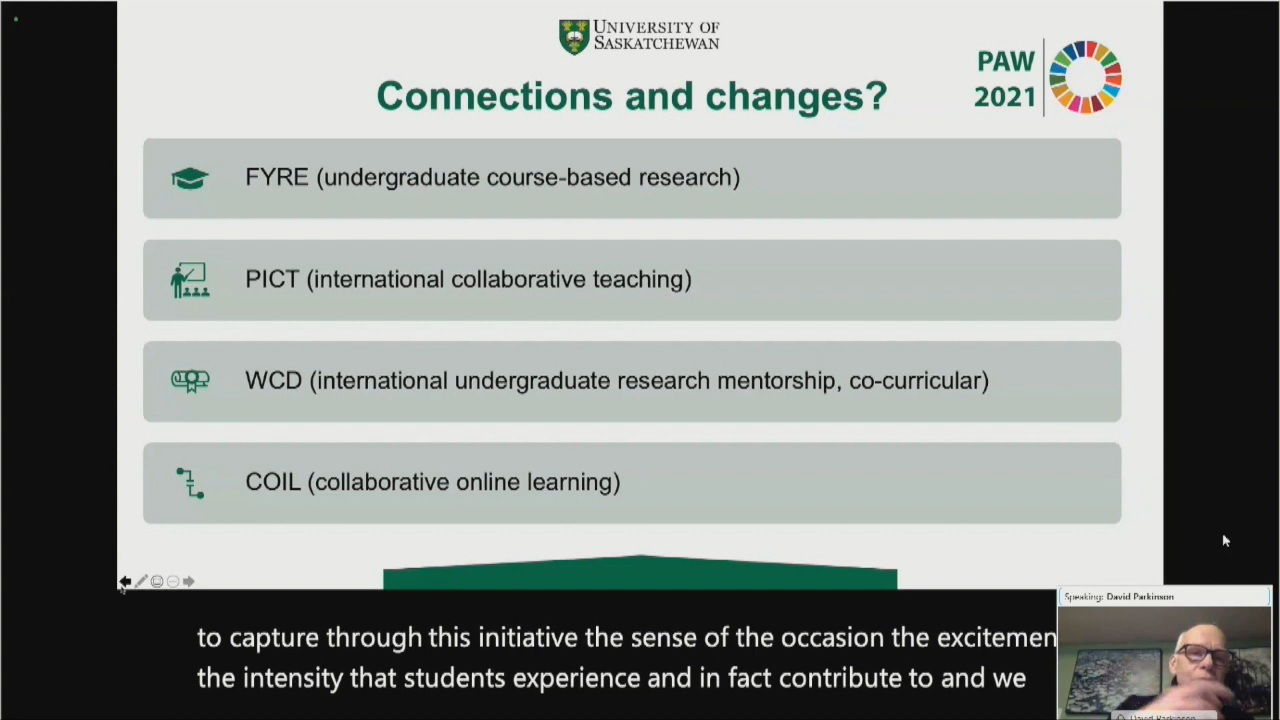 UNIVERSITY OF
SASKATCHEWAN
PAW
2021
Connections and changes?
FYRE (undergraduate course-based research)
PICT (international collaborative teaching)
WCD (international undergraduate research mentorship, co-curricular)
COIL (collaborative online learning)
Speaking: David Parkinson
to capture through this initiative the sense of the occasion the excitemen
the intensity that students experience and in fact contribute to and we
David Parkinson